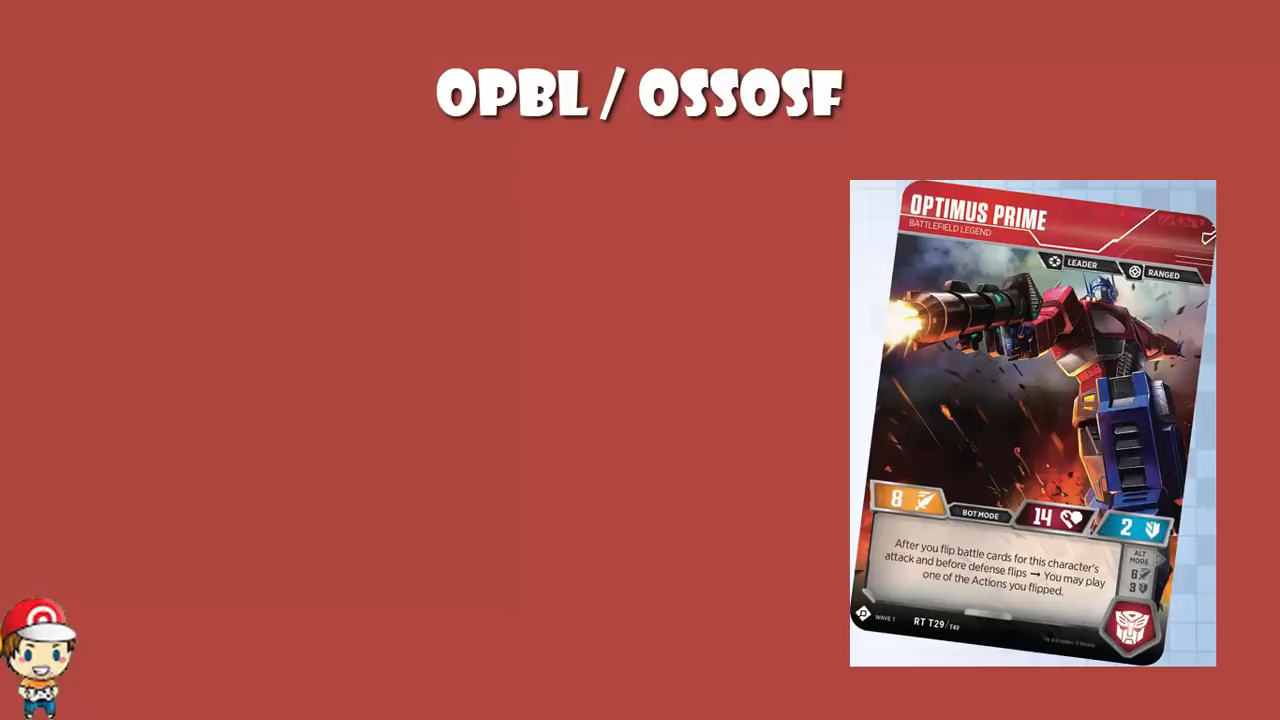 OPBL / OSSOSF
OPTIMUS PRIME
BATTLEFIELD LEGEND
LEADER
RANGED
8
BOT MODE
14
2
After you flip battle cards for this character's
attack and before defense flips → You may play
one of the Actions you flipped.
ALT
MODE
6
3
WAVE 1
RT T29/T40